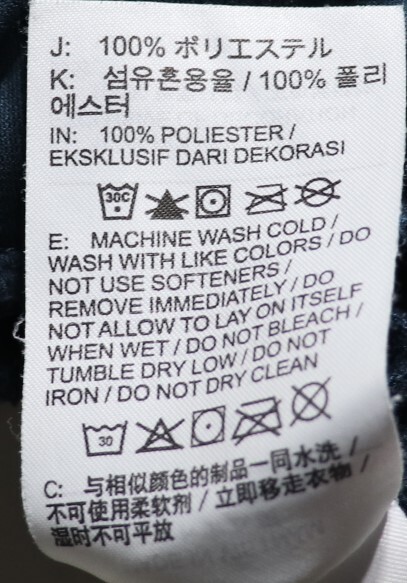 J: 100% ポリエステル
K: 섬유혼용율 / 100% 폴리
에스터
IN: 100% POLIESTER /
EKSKLUSIF DARI DEKORASI
30C
E: MACHINE WASH COLD /
WASH WITH LIKE COLORS / DO
NOT USE SOFTENERS /
REMOVE IMMEDIATELY / DO
NOT ALLOW TO LAY ON ITSELF
WHEN WET / DO NOT BLEACH /
TUMBLE DRY LOW / DO NOT
IRON / DO NOT DRY CLEAN
30
C: 与相似颜色的制品一同水洗 /
不可使用柔软剂 / 立即移走衣物 /
湿时不可平放